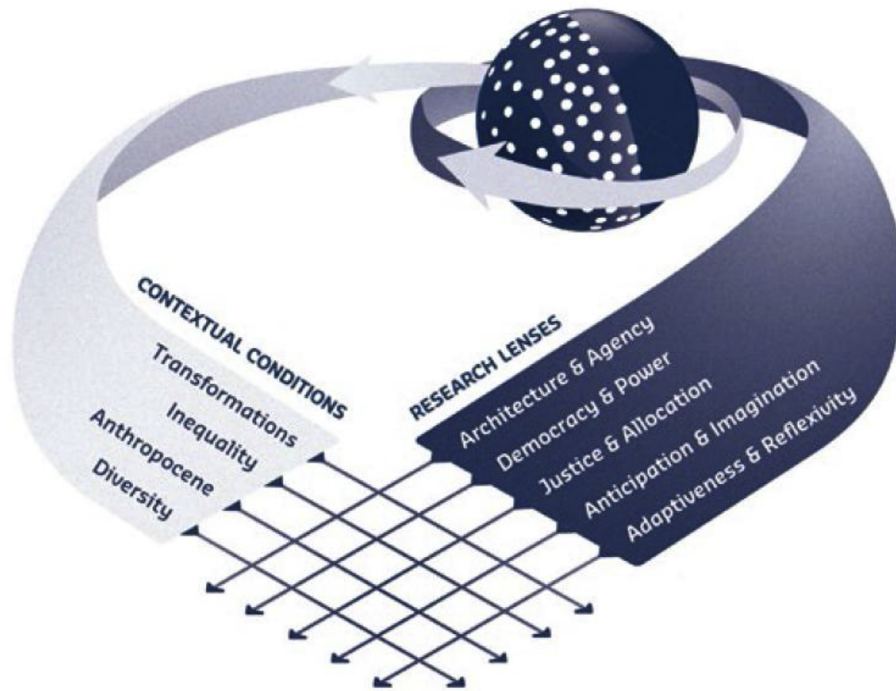 CONTEXTUAL CONDITIONS
Transformations
Inequality
Anthropocene
Diversity
RESEARCH LENSES
Architecture & Agency
Democracy & Power
Justice & Allocation
Anticipation & Imagination
Adaptiveness & Reflexivity